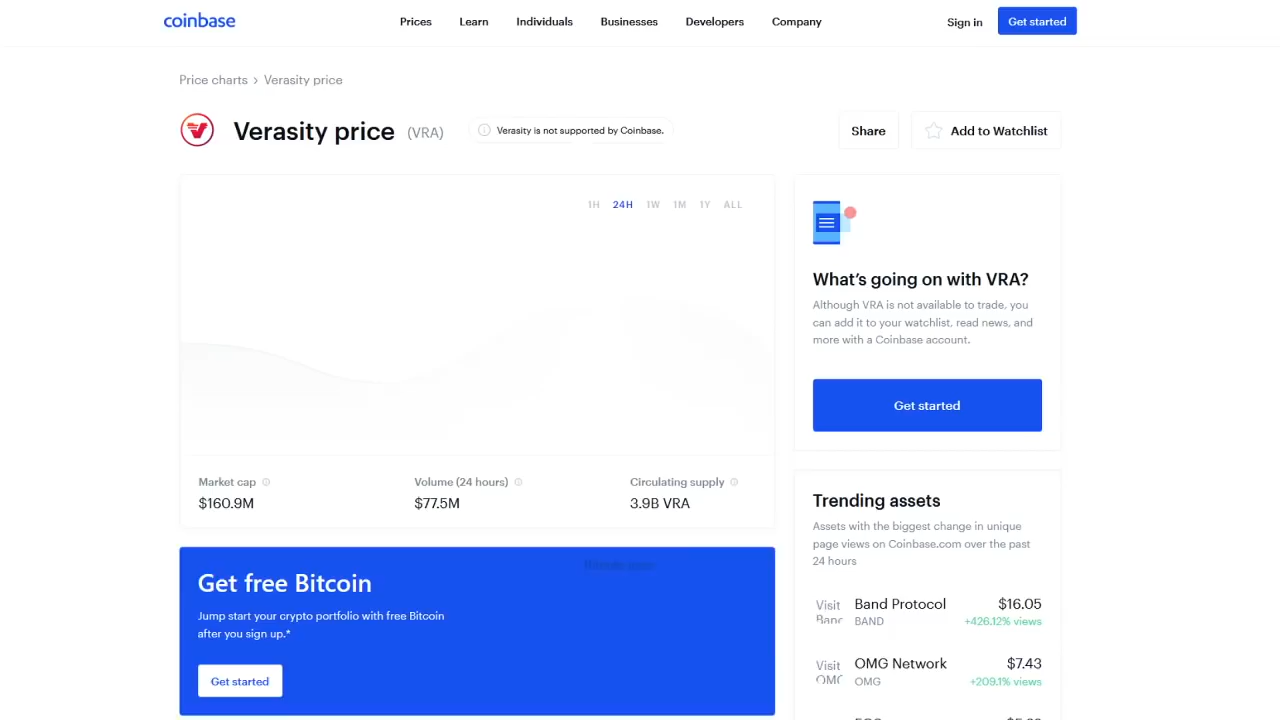 coinbase
Prices Learn Individuals Businesses Developers Company
Sign in Get started
Price charts > Verasity price
Verasity price (VRA)
Verasity is not supported by Coinbase.
Share Add to Watchlist
1H 24H 1W 1M 1Y ALL
Market cap Volume (24 hours) Circulating supply
$160.9M $77.5M 3.9B VRA
Get free Bitcoin
Jump start your crypto portfolio with free Bitcoin
after you sign up.*
Get started
What's going on with VRA?
Although VRA is not available to trade, you
can add it to your watchlist, read news, and
more with a Coinbase account.
Get started
Trending assets
Assets with the biggest change in unique
page views on Coinbase.com over the past
24 hours
Visit Band Protocol $16.05
BAND +426.12% views
Visit OMG Network $7.43
OMG OMG +209.1% views